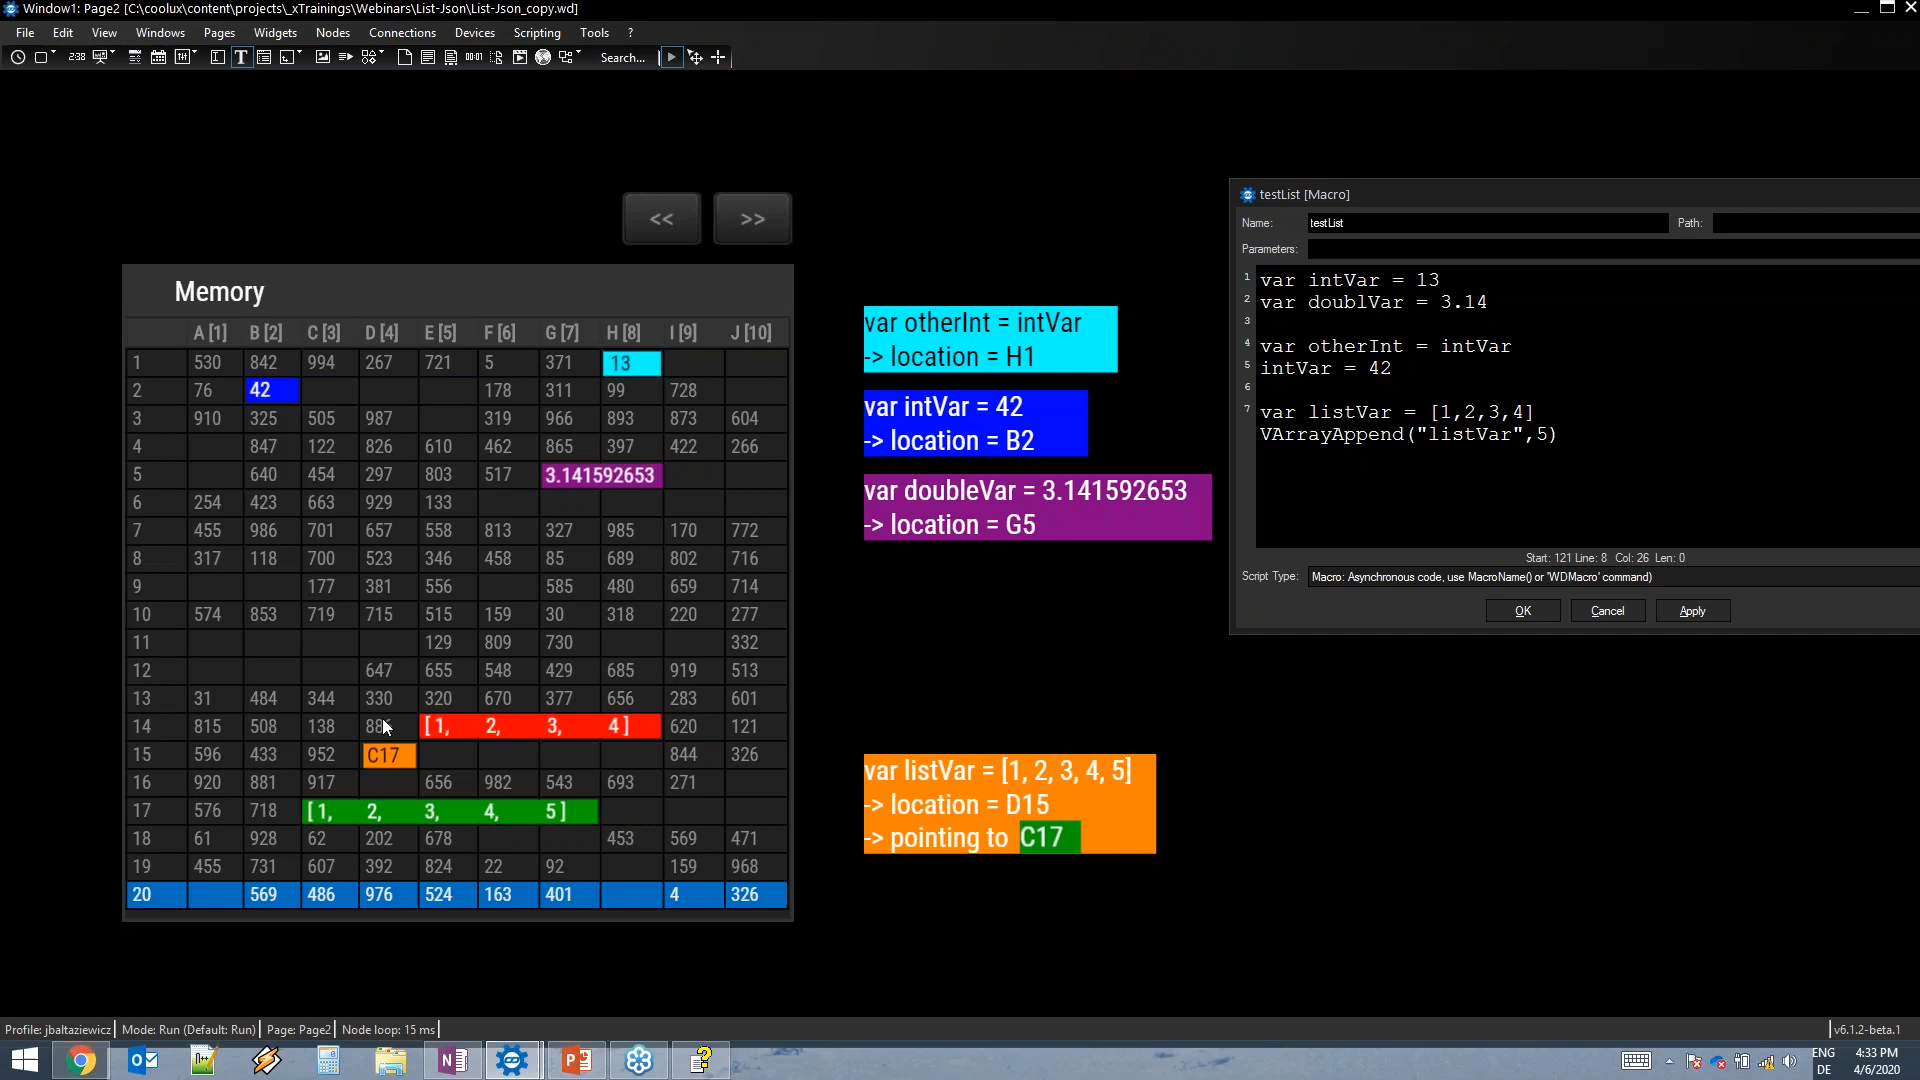 Window1: Page2 [C:\coolux\content\projects\_xTrainings\Webinars\List-Json\List-Json_copy.wd]
File Edit View Windows Pages Widgets Nodes Connections Devices Scripting Tools ?
Search...
<< >>
Memory
A [1] B [2] C [3] D [4] E [5] F [6] G [7] H [8] I [9] J [10]
1 530 842 994 267 721 5 371 13
2 76 42 178 311 99 728
3 910 325 505 987 319 966 893 873 604
4 847 122 826 610 462 865 397 422 266
5 640 454 297 803 517 3.141592653
6 254 423 663 929 133
7 455 986 701 657 558 813 327 985 170 772
8 317 118 700 523 346 458 85 689 802 716
9 177 381 556 585 480 659 714
10 574 853 719 715 515 159 30 318 220 277
11 129 809 730 332
12 647 655 548 429 685 919 513
13 31 484 344 330 320 670 377 656 283 601
14 815 508 138 [ 1, 2, 3, 4 ] 620 121
15 596 433 952 C17 844 326
16 920 881 917 656 982 543 693 271
17 576 718 [ 1, 2, 3, 4, 5 ]
18 61 928 62 202 678 453 569 471
19 455 731 607 392 824 22 92 159 968
20 569 486 976 524 163 401 4 326
var otherInt = intVar
-> location = H1
var intVar = 42
-> location = B2
var doubleVar = 3.141592653
-> location = G5
var listVar = [1, 2, 3, 4, 5]
-> location = D15
-> pointing to C17
testList [Macro]
Name: testList Path:
Parameters:
1 var intVar = 13
2 var doublVar = 3.14
3
4 var otherInt = intVar
5 intVar = 42
6
7 var listVar = [1,2,3,4]
VArrayAppend("listVar",5)
Start: 121 Line: 8 Col: 26 Len: 0
Script Type: Macro: Asynchronous code, use MacroName() or 'WDMacro' command)
OK Cancel Apply
Profile: jbaltaziewicz Mode: Run (Default: Run) Page: Page2 Node loop: 15 ms v6.1.2-beta.1
ENG 4:33 PM
DE 4/6/2020